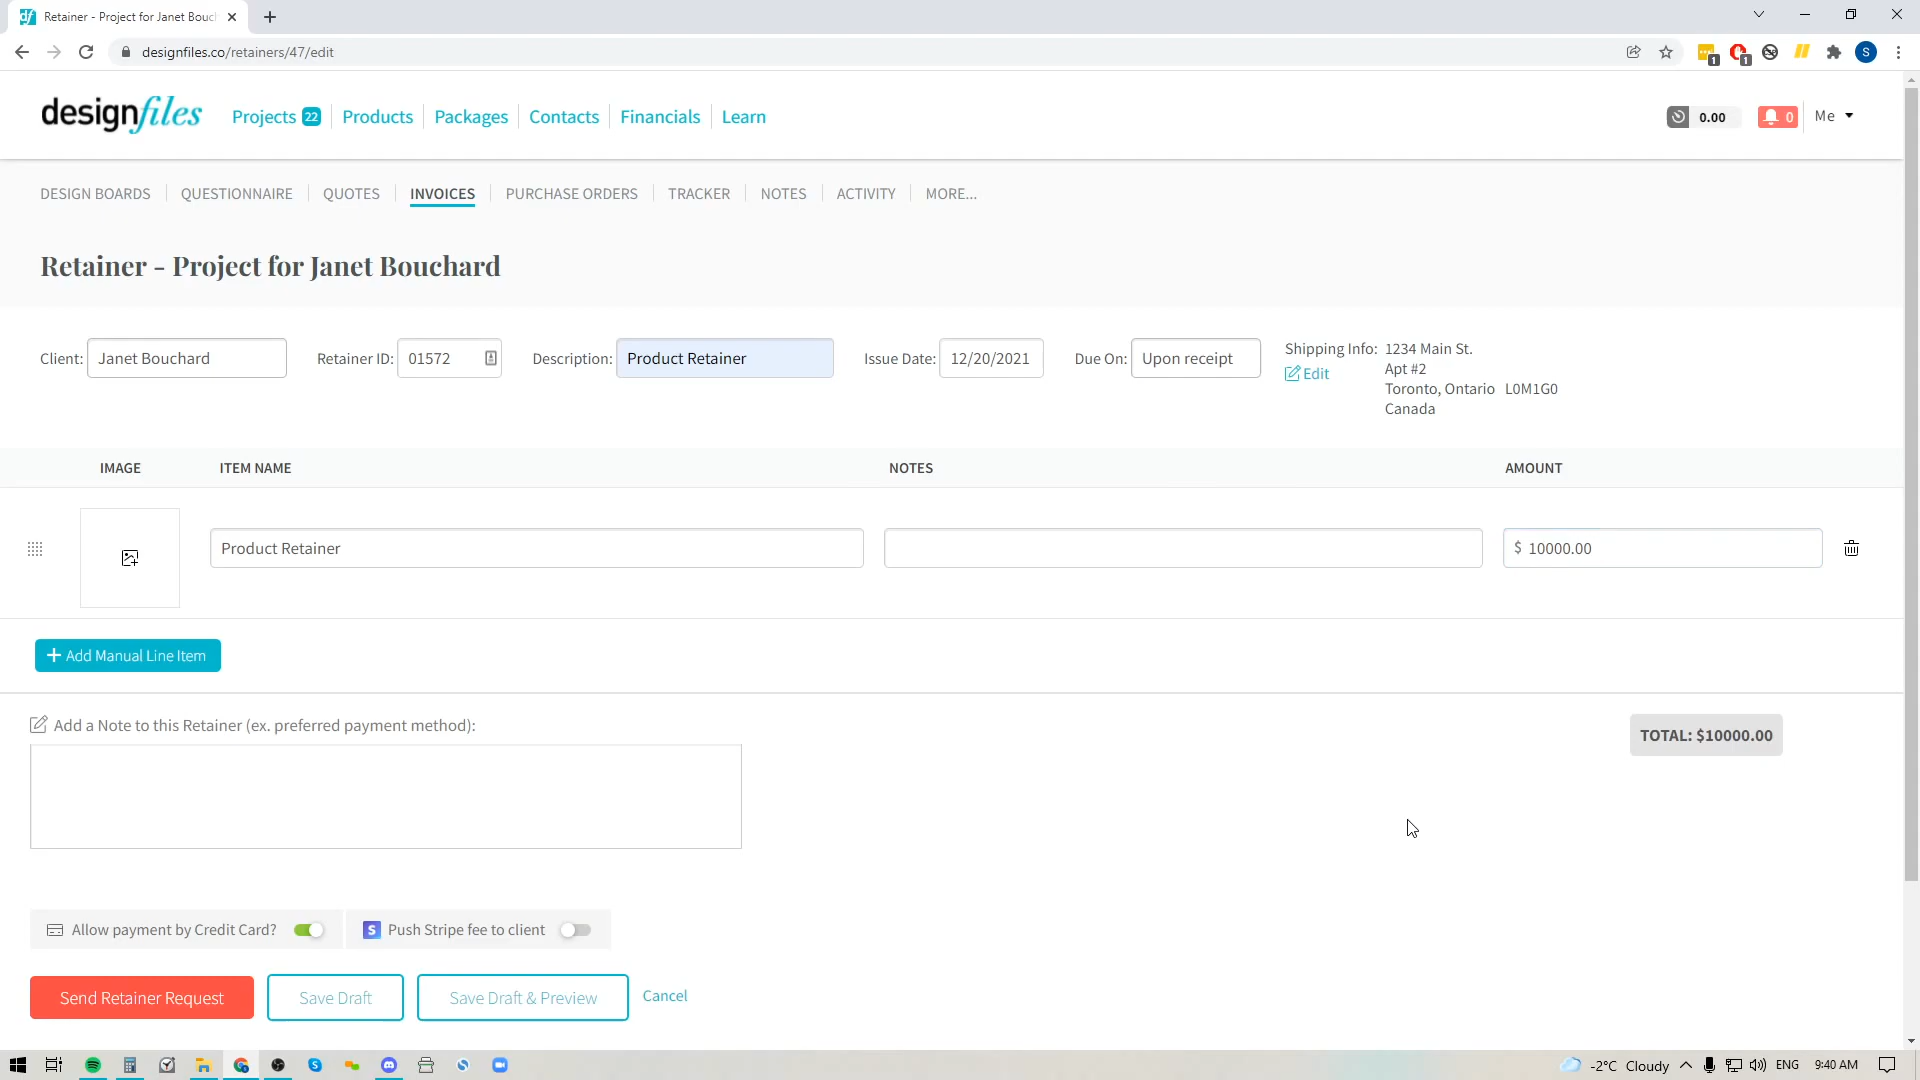 Retainer - Project for Janet Bouch
designfiles.co/retainers/47/edit
1
1
S
designfiles
Projects 22
Products
Packages
Contacts
Financials
Learn
0.00
0
Me
DESIGN BOARDS
QUESTIONNAIRE
QUOTES
INVOICES
PURCHASE ORDERS
TRACKER
NOTES
ACTIVITY
MORE...
Retainer - Project for Janet Bouchard
Client: Janet Bouchard
Retainer ID: 01572
Description: Product Retainer
Issue Date: 12/20/2021
Due On: Upon receipt
Shipping Info: 1234 Main St.
Edit
Apt #2
Toronto, Ontario L0M1G0
Canada
IMAGE
ITEM NAME
NOTES
AMOUNT
Product Retainer
$ 10000.00
+ Add Manual Line Item
Add a Note to this Retainer (ex. preferred payment method):
TOTAL: $10000.00
Allow payment by Credit Card?
S Push Stripe fee to client
Send Retainer Request
Save Draft
Save Draft & Preview
Cancel
-2°C Cloudy
ENG
9:40 AM